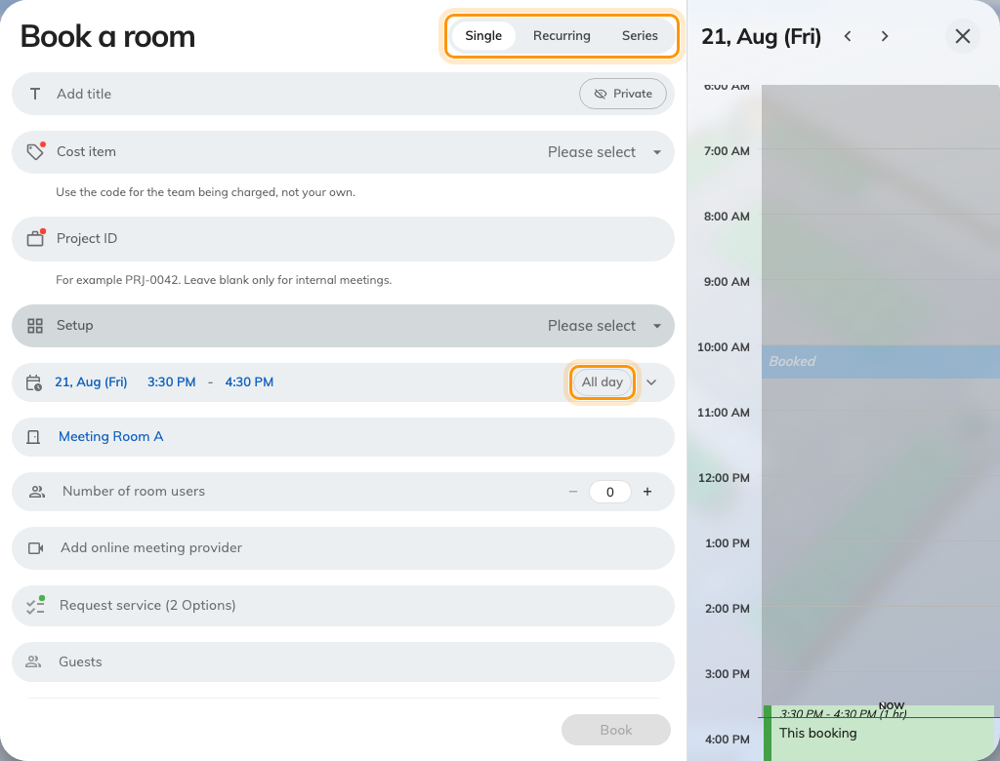 Book a room
Single Recurring Series
Add title
Private
Cost item
Please select
Use the code for the team being charged, not your own.
Project ID
For example PRJ-0042. Leave blank only for internal meetings.
Setup
Please select
21, Aug (Fri) 3:30 PM - 4:30 PM
All day
Meeting Room A
Number of room users
− 0 +
Add online meeting provider
Request service (2 Options)
Guests
Book
21, Aug (Fri)
6:00 AM
7:00 AM
8:00 AM
9:00 AM
10:00 AM
Booked
11:00 AM
12:00 PM
1:00 PM
2:00 PM
3:00 PM
NOW
3:30 PM - 4:30 PM (1 hr)
This booking
4:00 PM